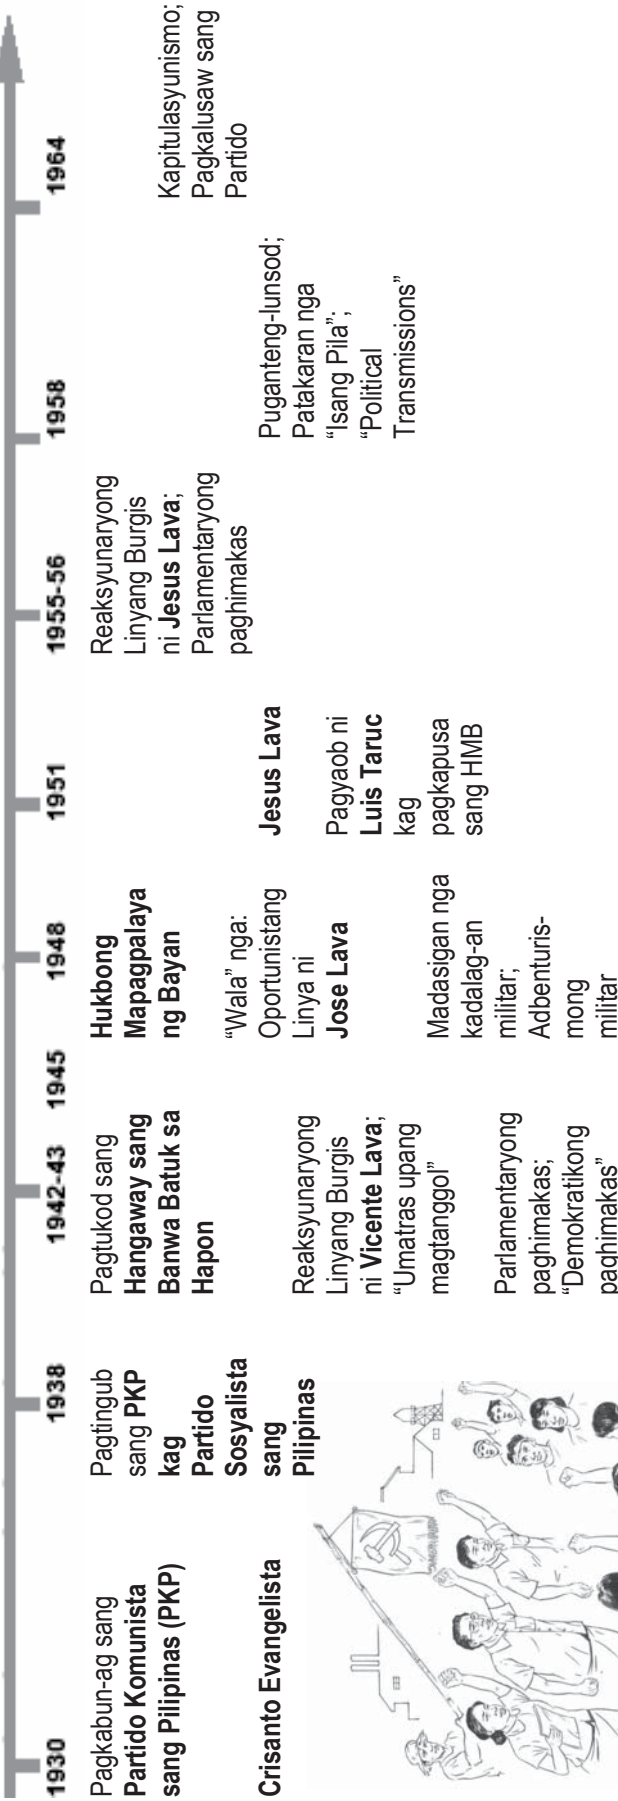 1930
1938
1942-43
1945
1948
1951
1955-56
1958
1964
Pagkabun-ag sang
Partido Komunista
sang Pilipinas (PKP)
Crisanto Evangelista
Pagtingub
sang PKP
kag
Partido
Sosyalista
sang
Pilipinas
Pagtukod sang
Hangaway sang
Banwa Batuk sa
Hapon
Reaksyunaryong
Linyang Burgis
ni Vicente Lava;
“Umatras upang
magtanggol”
Parlamentaryong
paghimakas;
“Demokratikong
paghimakas”
Hukbong
Mapagpalaya
ng Bayan
“Wala” nga:
Oportunistang
Linya ni
Jose Lava
Madasigan nga
kadalag-an
militar;
Adbenturis-
mong
militar
Jesus Lava
Pagyaob ni
Luis Taruc
kag
pagkapusa
sang HMB
Reaksyunaryong
Linyang Burgis
ni Jesus Lava;
Parlamentaryong
paghimakas
Puganteng-lunsod;
Patakaran nga
“Isang Pila”;
“Political
Transmissions”
Kapitulasyunismo;
Pagkalusaw sang
Partido